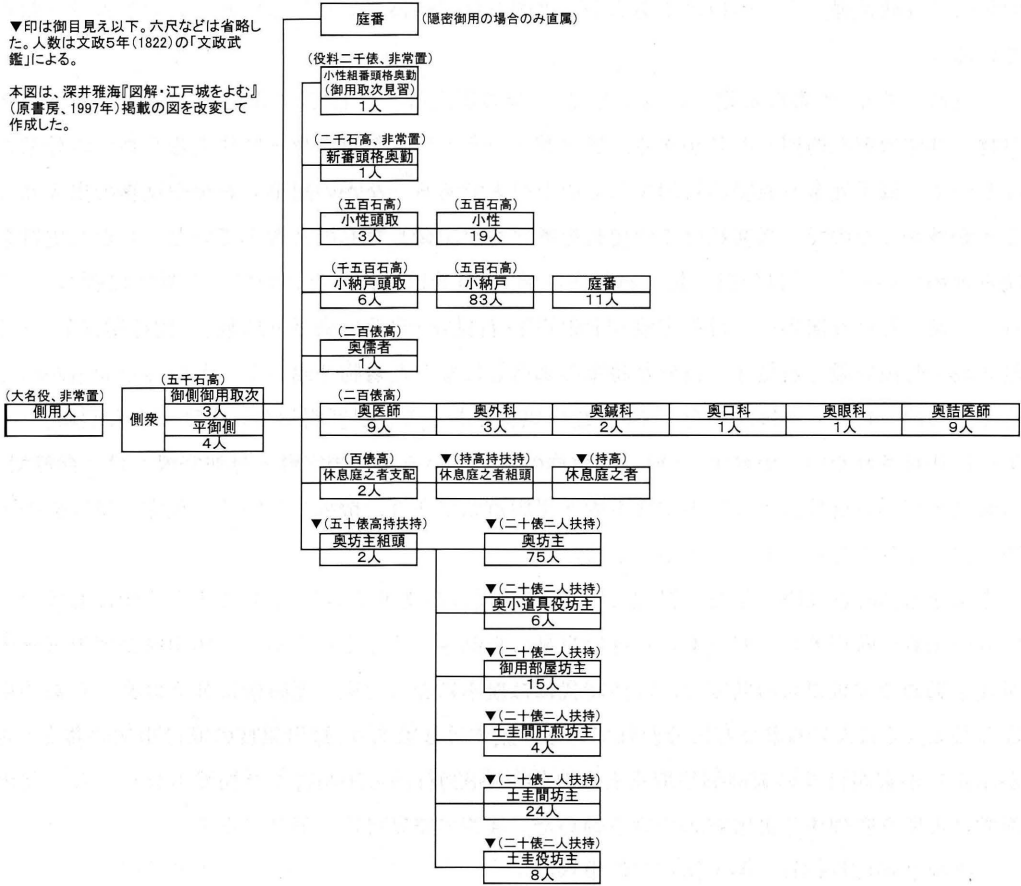 ▼印は御目見え以下。六尺などは省略し
た。人数は文政5年(1822)の「文政武
鑑」による。
本図は、深井雅海『図解・江戸城をよむ』
(原書房、1997年)掲載の図を改変して
作成した。
庭番 (隠密御用の場合のみ直属)
(役料二千俵、非常置)
小性組番頭格奥勤
(御用取次見習)
1人
(二千石高、非常置)
新番頭格奥勤
1人
(五百石高) (五百石高)
小性頭取 小性
3人 19人
(千五百石高) (五百石高)
小納戸頭取 小納戸 庭番
6人 83人 11人
(二百俵高)
奥儒者
1人
(大名役、非常置)
側用人
側衆
(五千石高)
御側御用取次
3人
平御側
4人
(二百俵高)
奥医師 奥外科 奥鍼科 奥口科 奥眼科 奥詰医師
9人 3人 2人 1人 1人 9人
(百俵高) ▼(持高持扶持) ▼(持高)
休息庭之者支配 休息庭之者組頭 休息庭之者
2人
▼(五十俵高持扶持) ▼(二十俵二人扶持)
奥坊主組頭 奥坊主
2人 75人
▼(二十俵二人扶持)
奥小道具役坊主
6人
▼(二十俵二人扶持)
御用部屋坊主
15人
▼(二十俵二人扶持)
土圭間肝煎坊主
4人
▼(二十俵二人扶持)
土圭間坊主
24人
▼(二十俵二人扶持)
土圭役坊主
8人